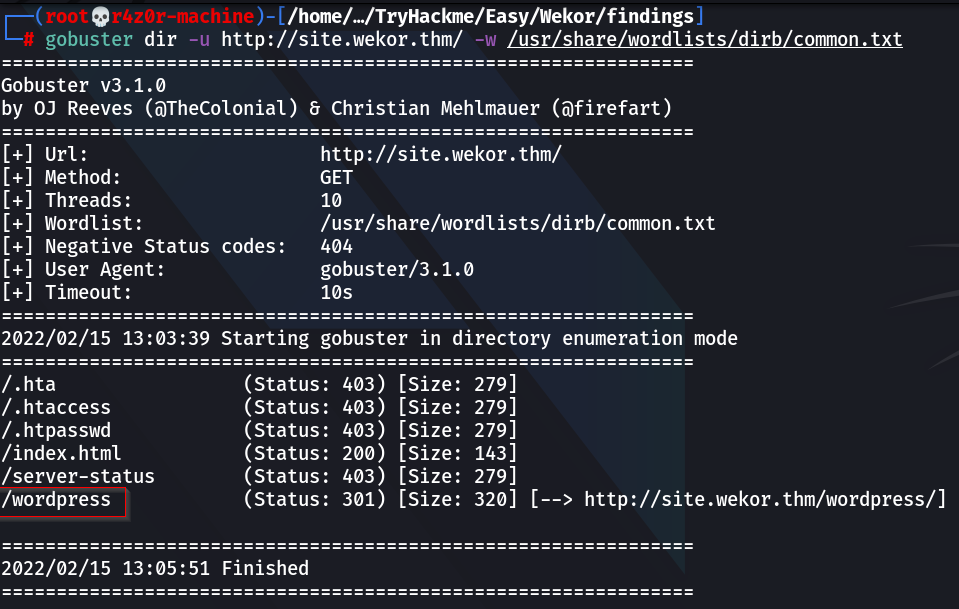 ┌──(root💀r4z0r-machine)-[/home/…/TryHackme/Easy/Wekor/findings]
└─# gobuster dir -u http://site.wekor.thm/ -w /usr/share/wordlists/dirb/common.txt
===============================================================
Gobuster v3.1.0
by OJ Reeves (@TheColonial) & Christian Mehlmauer (@firefart)
===============================================================
[+] Url:                     http://site.wekor.thm/
[+] Method:                  GET
[+] Threads:                 10
[+] Wordlist:                /usr/share/wordlists/dirb/common.txt
[+] Negative Status codes:   404
[+] User Agent:              gobuster/3.1.0
[+] Timeout:                 10s
===============================================================
2022/02/15 13:03:39 Starting gobuster in directory enumeration mode
===============================================================
/.hta                 (Status: 403) [Size: 279]
/.htaccess            (Status: 403) [Size: 279]
/.htpasswd            (Status: 403) [Size: 279]
/index.html           (Status: 200) [Size: 143]
/server-status        (Status: 403) [Size: 279]
/wordpress            (Status: 301) [Size: 320] [--> http://site.wekor.thm/wordpress/]
===============================================================
2022/02/15 13:05:51 Finished
===============================================================